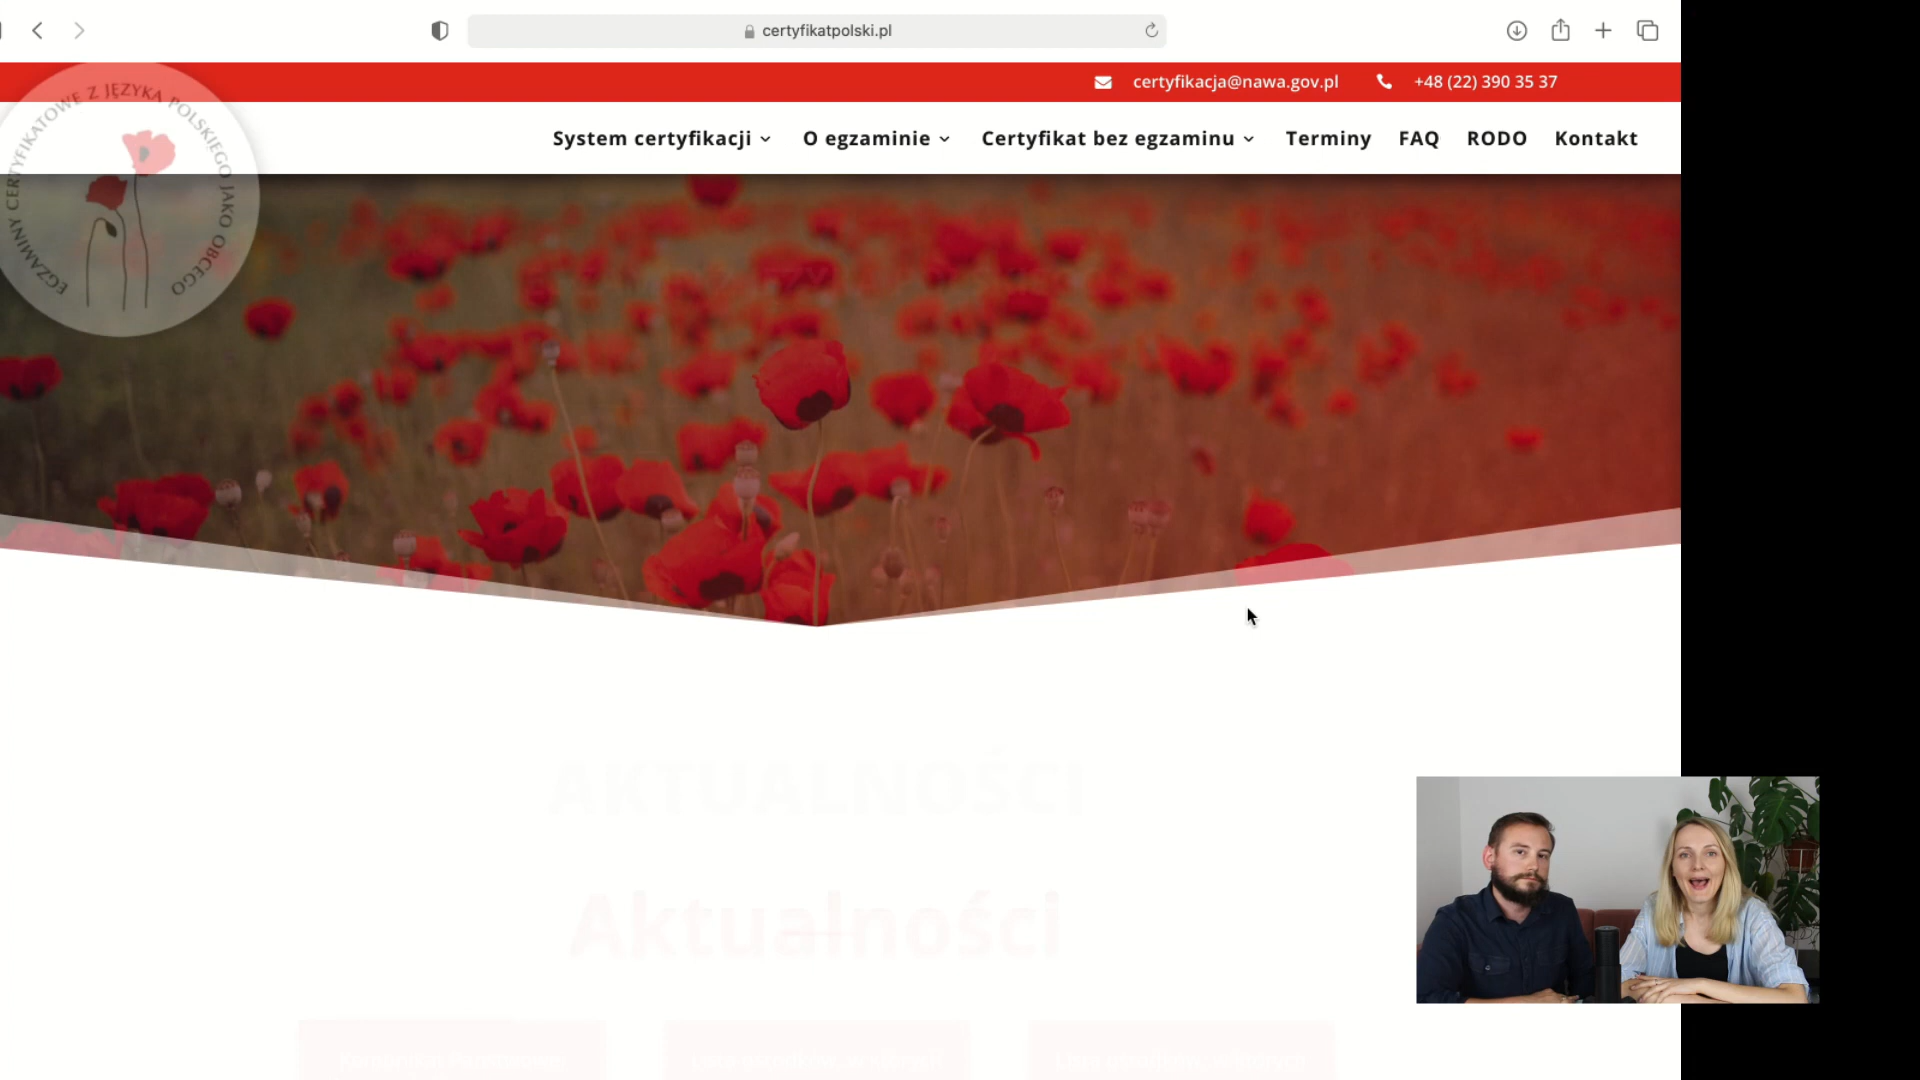 certyfikatpolski.pl
certyfikacja@nawa.gov.pl +48 (22) 390 35 37
EGZAMINY CERTYFIKATOWE Z JĘZYKA POLSKIEGO JAKO OBCEGO
System certyfikacji O egzaminie Certyfikat bez egzaminu Terminy FAQ RODO Kontakt
AKTUALNOŚCI
Aktualności